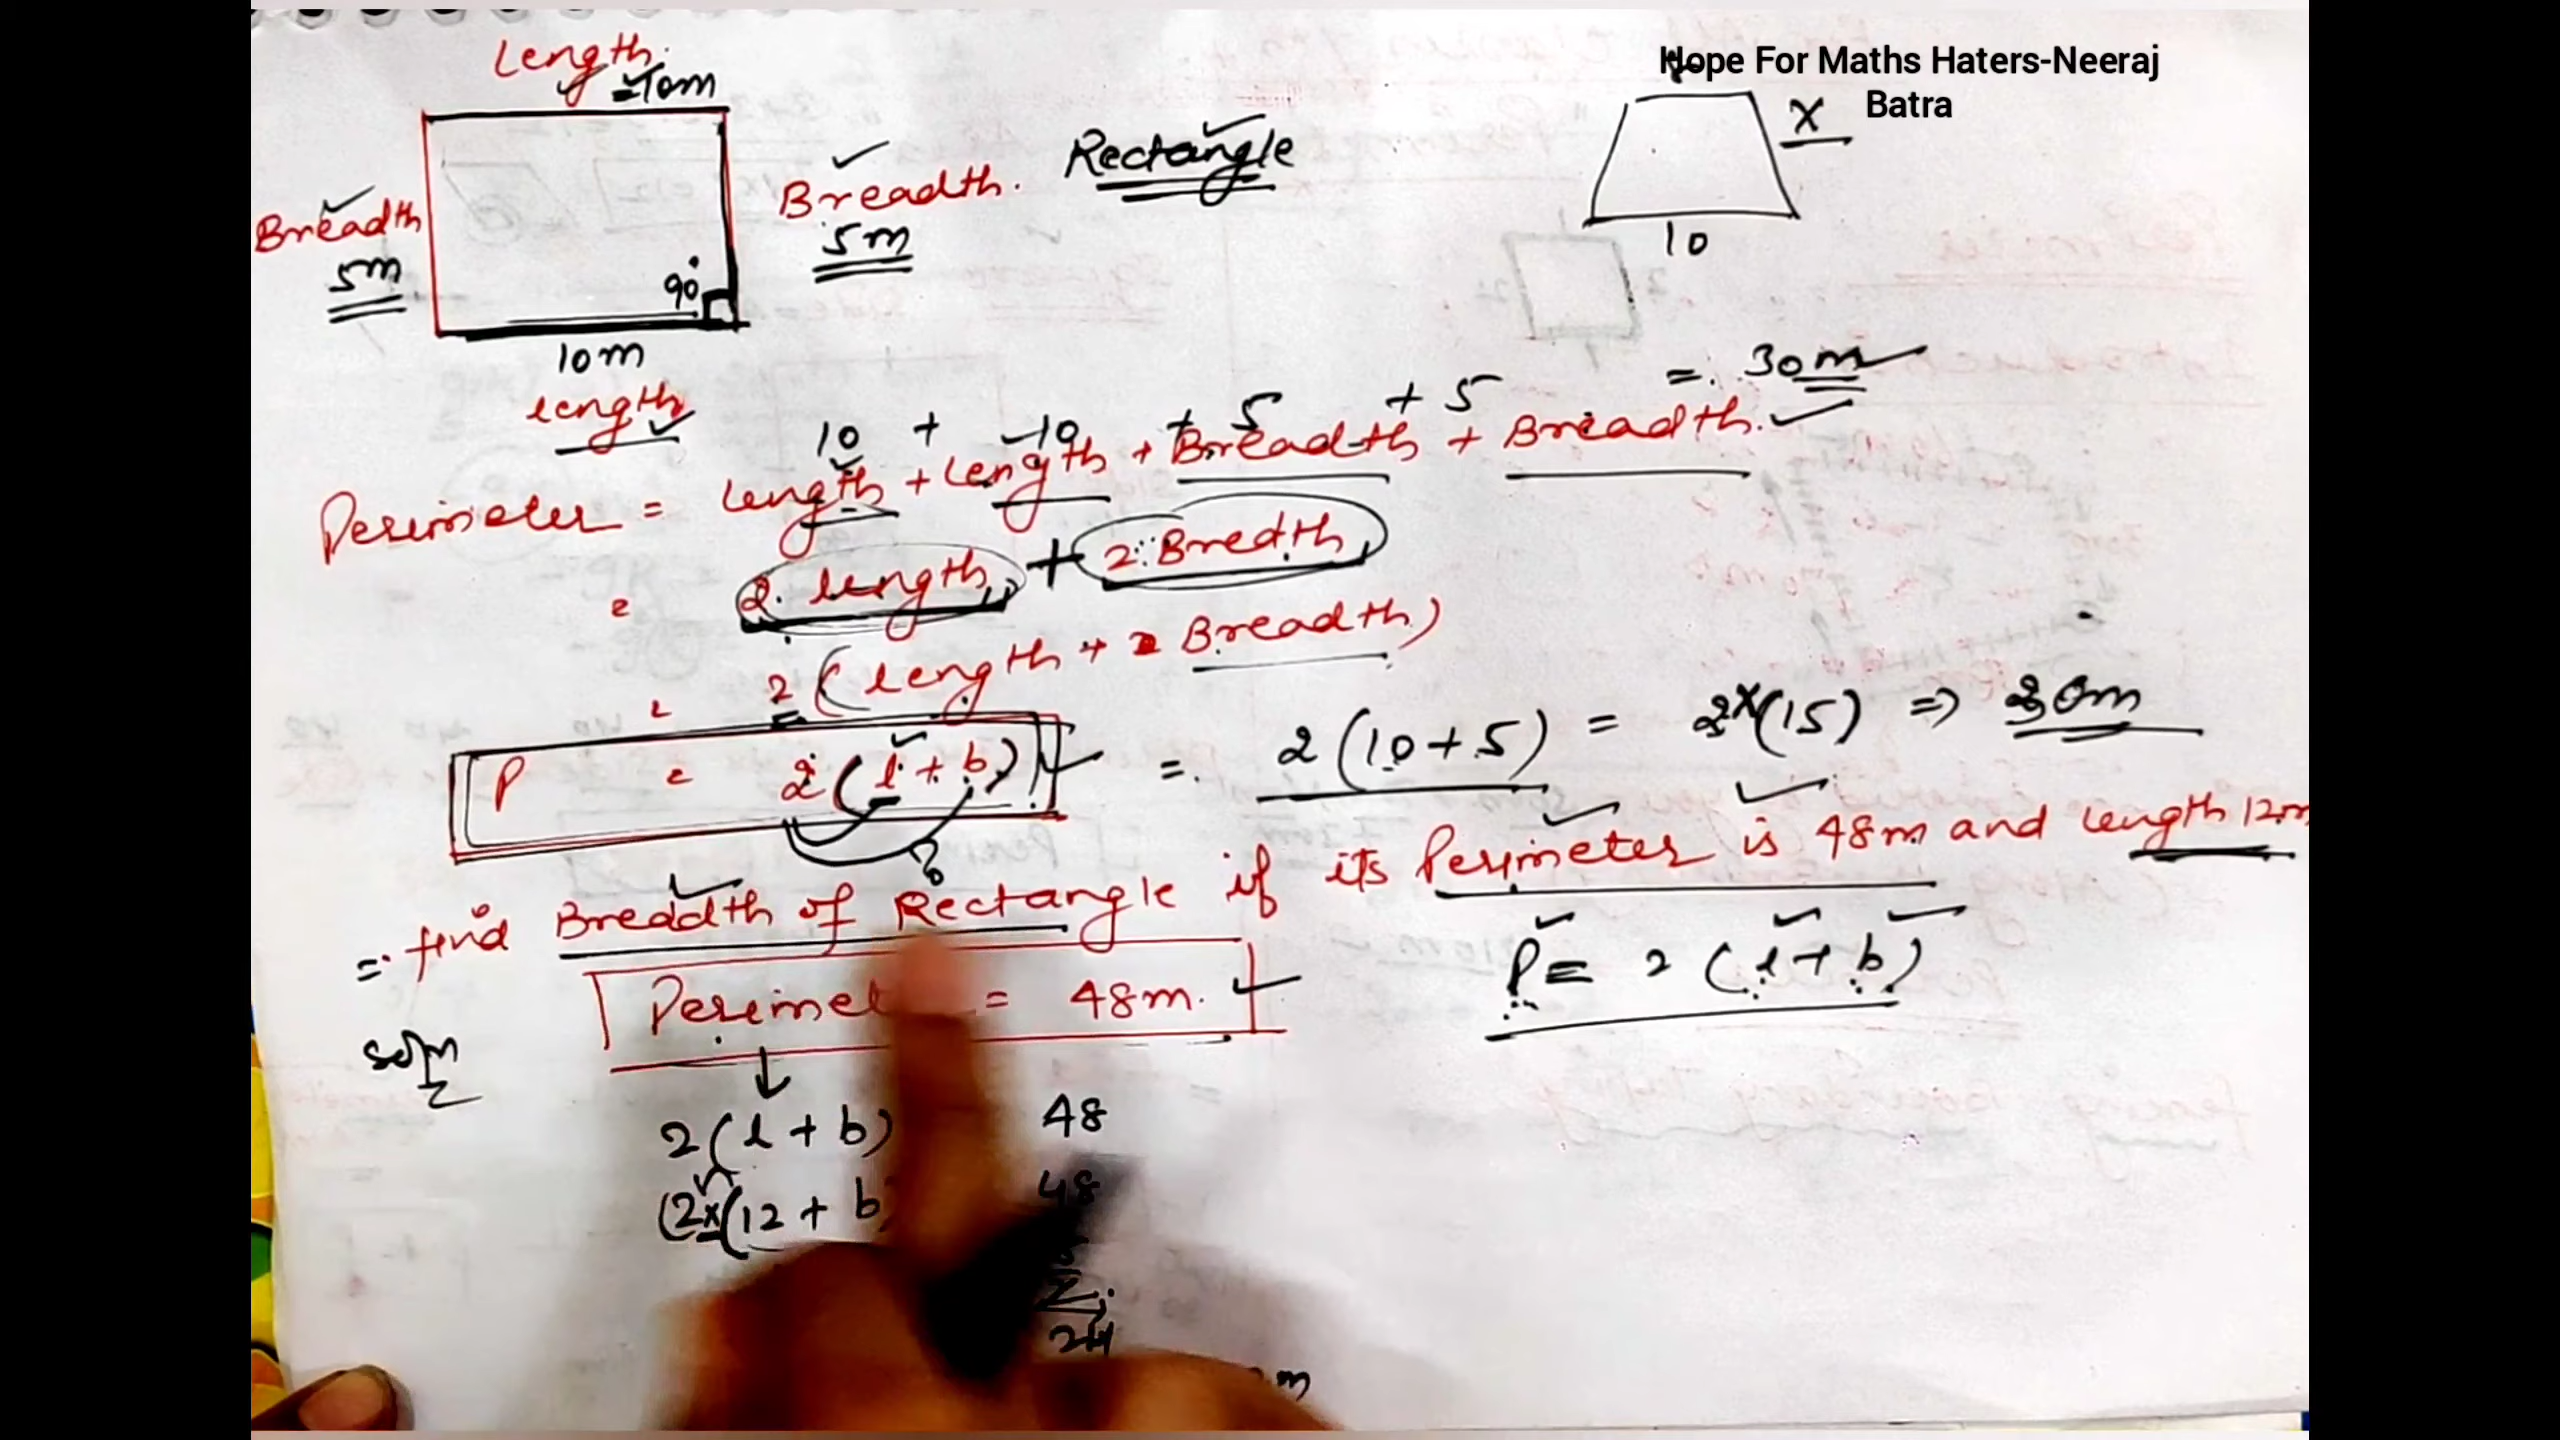 Hope For Maths Haters-Neeraj
Batra
Length.
=10m
Breadth
5m
Breadth.
5m
Rectangle
90°
10m
length
X
10
10 + 10 + 5 + 5 = 30m
Perimeter = Length + Length + Breadth + Breadth.
= 2. length + 2. Bredth
= 2 (length + Breadth)
P = 2 (l + b) = 2 (10+5) = 2x(15) => 30m
=. find Breadth of Rectangle if its Perimeter is 48m and Length 12m
Perimet = 48m.
P = 2 (l + b)
soln
2 (l + b) 48
(2x(12 + b) 48
2
24
m